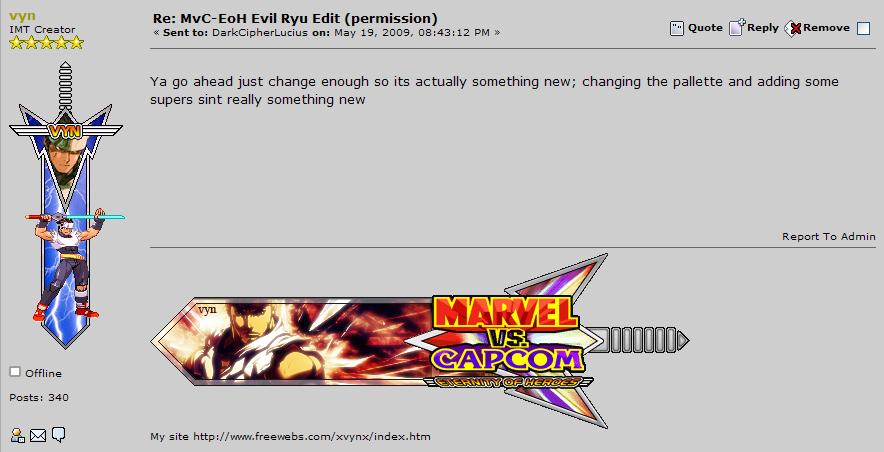 vyn
IMT Creator
VYN
Offline
Posts: 340
Re: MvC-EoH Evil Ryu Edit (permission)
« Sent to: DarkCipherLucius on: May 19, 2009, 08:43:12 PM »
Quote Reply Remove
Ya go ahead just change enough so its actually something new; changing the pallette and adding some
supers sint really something new
Report To Admin
vyn
MARVEL
VS.
CAPCOM
ETERNITY OF HEROES
My site http://www.freewebs.com/xvynx/index.htm